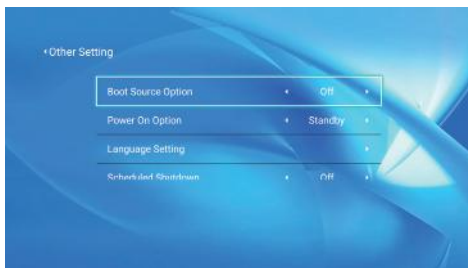 Other Setting
Boot Source Option Off
Power On Option Standby
Language Setting
Scheduled Shutdown Off